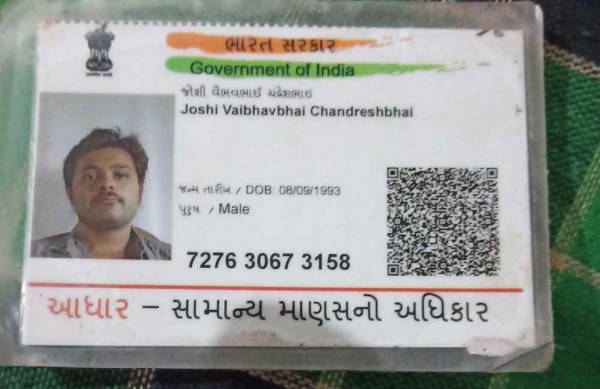 ભારત સરકાર
Government of India
જોશી વૈભવભાઈ ચંદ્રેશભાઇ
Joshi Vaibhavbhai Chandreshbhai
જન્મ તારીખ / DOB: 08/09/1993
પુરુષ / Male
7276 3067 3158
આધાર – સામાન્ય માણસનો અધિકાર